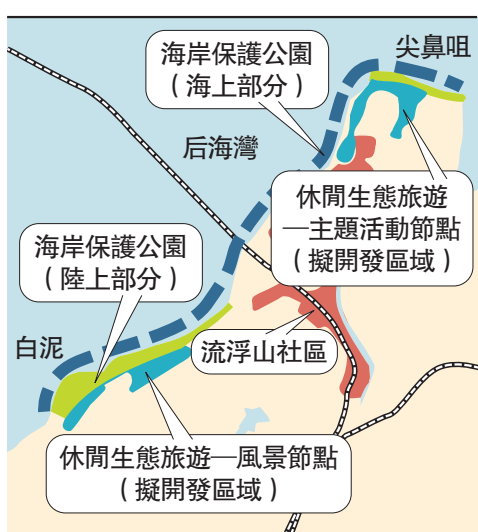 尖鼻咀
海岸保護公園
（海上部分）
后海灣
休閒生態旅遊
—主題活動節點
（擬開發區域）
海岸保護公園
（陸上部分）
白泥
流浮山社區
休閒生態旅遊—風景節點
（擬開發區域）